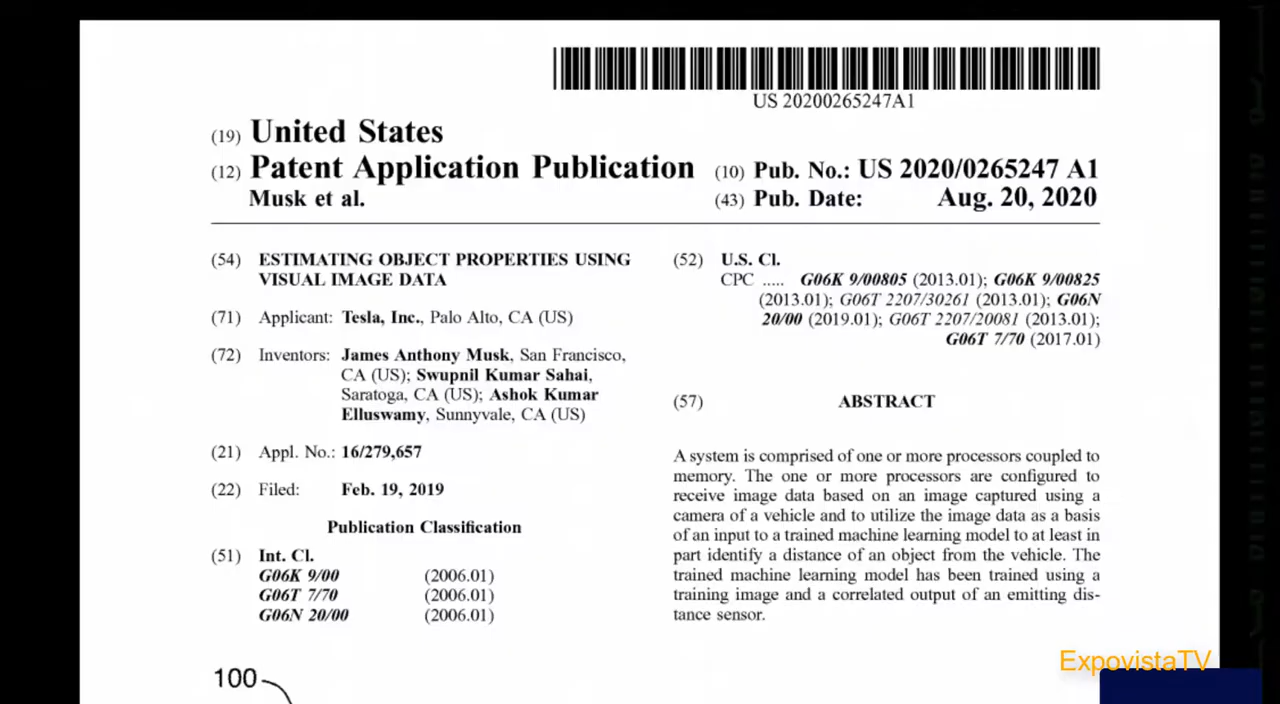 US 20200265247A1
(19) United States
(12) Patent Application Publication
Musk et al.
(10) Pub. No.: US 2020/0265247 A1
(43) Pub. Date: Aug. 20, 2020
(54) ESTIMATING OBJECT PROPERTIES USING
VISUAL IMAGE DATA
(71) Applicant: Tesla, Inc., Palo Alto, CA (US)
(72) Inventors: James Anthony Musk, San Francisco,
CA (US); Swupnil Kumar Sahai,
Saratoga, CA (US); Ashok Kumar
Elluswamy, Sunnyvale, CA (US)
(21) Appl. No.: 16/279,657
(22) Filed: Feb. 19, 2019
Publication Classification
(51) Int. Cl.
G06K 9/00 (2006.01)
G06T 7/70 (2006.01)
G06N 20/00 (2006.01)
(52) U.S. Cl.
CPC ..... G06K 9/00805 (2013.01); G06K 9/00825
(2013.01); G06T 2207/30261 (2013.01); G06N
20/00 (2019.01); G06T 2207/20081 (2013.01);
G06T 7/70 (2017.01)
(57) ABSTRACT
A system is comprised of one or more processors coupled to
memory. The one or more processors are configured to
receive image data based on an image captured using a
camera of a vehicle and to utilize the image data as a basis
of an input to a trained machine learning model to at least in
part identify a distance of an object from the vehicle. The
trained machine learning model has been trained using a
training image and a correlated output of an emitting dis-
tance sensor.
100
ExpovistaTV